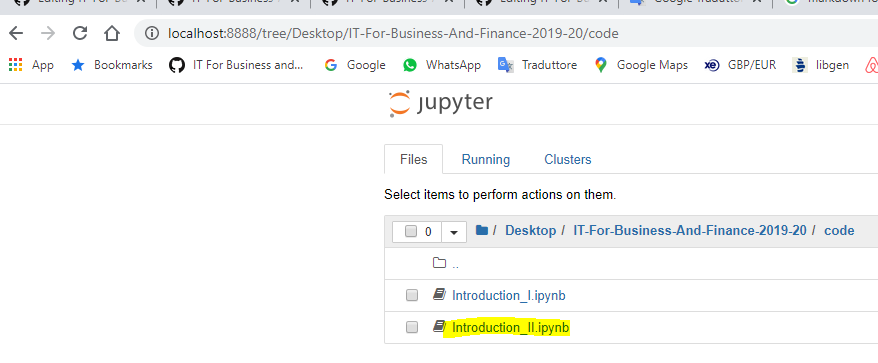 localhost:8888/tree/Desktop/IT-For-Business-And-Finance-2019-20/code
App Bookmarks IT For Business and... Google WhatsApp Traduttore Google Maps GBP/EUR libgen
jupyter
Files Running Clusters
Select items to perform actions on them.
0 / Desktop / IT-For-Business-And-Finance-2019-20 / code
..
Introduction_I.ipynb
Introduction_II.ipynb